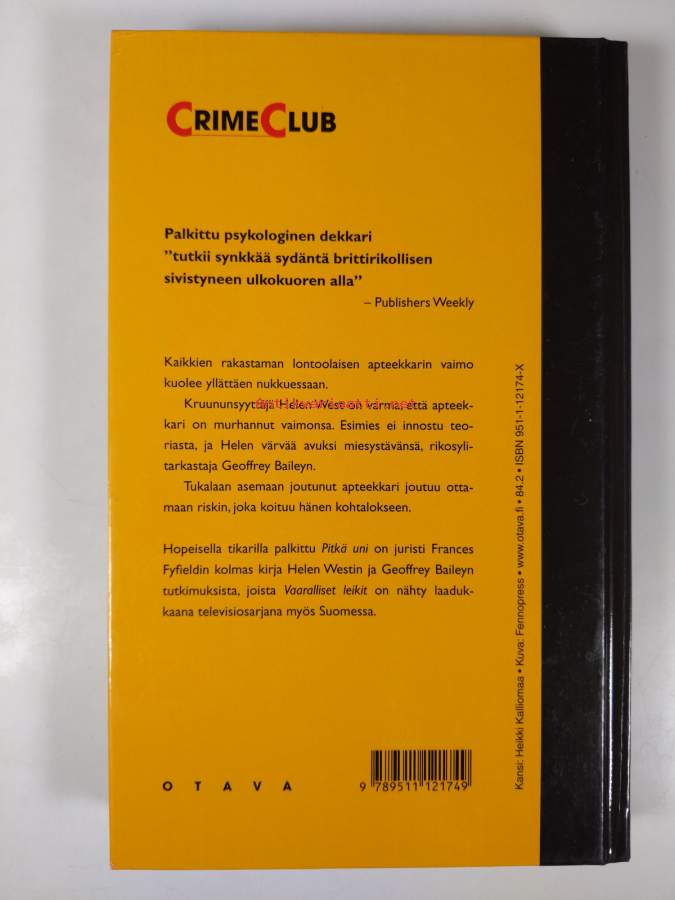 CRIMECLUB
Palkittu psykologinen dekkari
”tutkii synkkää sydäntä brittirikollisen
sivistyneen ulkokuoren alla”
– Publishers Weekly
Kaikkien rakastaman lontoolaisen apteekkarin vaimo
kuolee yllättäen nukkuessaan.
Kruununsyyttäjä Helen West on varma, että apteek-
kari on murhannut vaimonsa. Esimies ei innostu teo-
riasta, ja Helen värvää avuksi miesystävänsä, rikosyli-
tarkastaja Geoffrey Baileyn.
Tukalaan asemaan joutunut apteekkari joutuu otta-
maan riskin, joka koituu hänen kohtalokseen.
Hopeisella tikarilla palkittu Pitkä uni on juristi Frances
Fyfieldin kolmas kirja Helen Westin ja Geoffrey Baileyn
tutkimuksista, joista Vaaralliset leikit on nähty laaduk-
kaana televisiosarjana myös Suomessa.
OTAVA
9 789511 121749
Kansi: Heikki Kalliomaa • Kuva: Fennopress • www.otava.fi • 84.2 • ISBN 951-1-12174-X
antikvariaatti.net